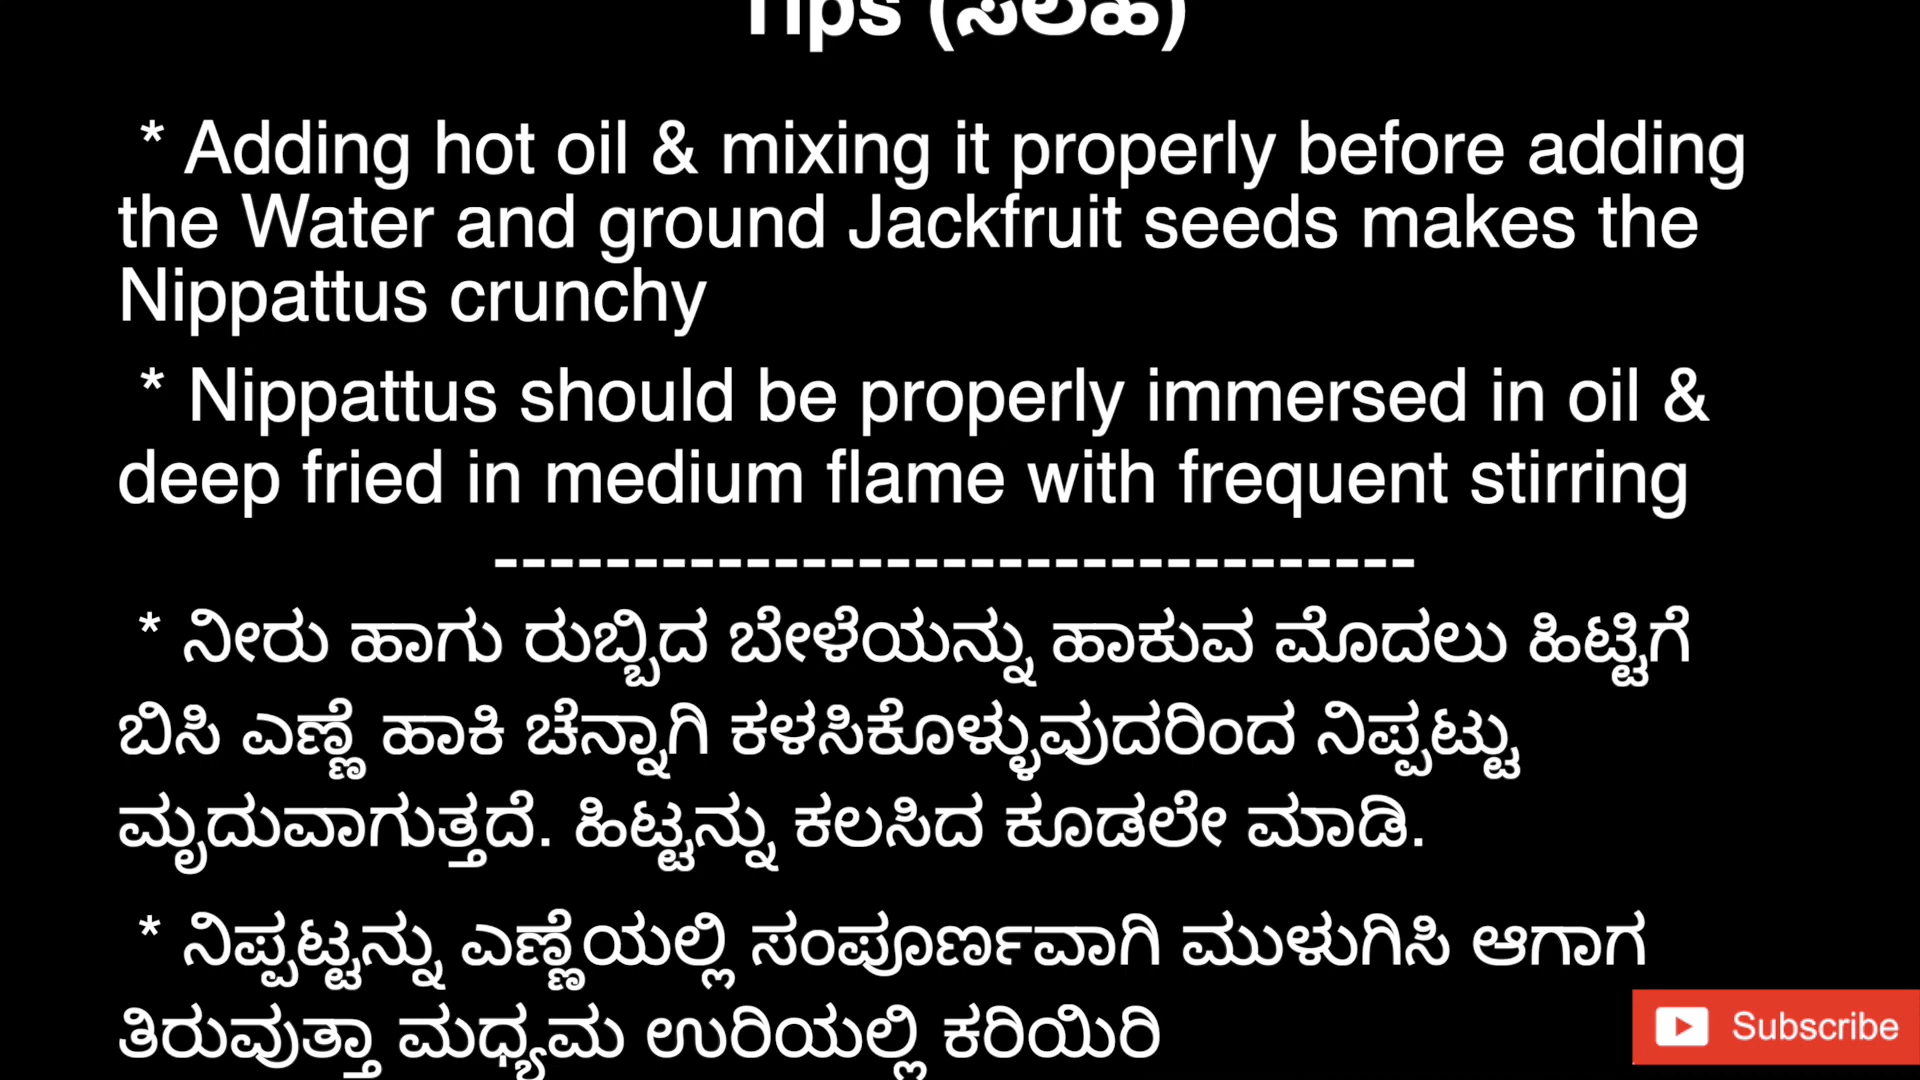 Tips (ಸಲಹೆ)
* Adding hot oil & mixing it properly before adding
the Water and ground Jackfruit seeds makes the
Nippattus crunchy
* Nippattus should be properly immersed in oil &
deep fried in medium flame with frequent stirring
---------------------------------
* ನೀರು ಹಾಗು ರುಬ್ಬಿದ ಬೇಳೆಯನ್ನು ಹಾಕುವ ಮೊದಲು ಹಿಟ್ಟಿಗೆ
ಬಿಸಿ ಎಣ್ಣೆ ಹಾಕಿ ಚೆನ್ನಾಗಿ ಕಳಸಿಕೊಳ್ಳುವುದರಿಂದ ನಿಪ್ಪಟ್ಟು
ಮೃದುವಾಗುತ್ತದೆ. ಹಿಟ್ಟನ್ನು ಕಲಸಿದ ಕೂಡಲೇ ಮಾಡಿ.
* ನಿಪ್ಪಟ್ಟನ್ನು ಎಣ್ಣೆಯಲ್ಲಿ ಸಂಪೂರ್ಣವಾಗಿ ಮುಳುಗಿಸಿ ಆಗಾಗ
ತಿರುವುತ್ತಾ ಮಧ್ಯಮ ಉರಿಯಲ್ಲಿ ಕರಿಯಿರಿ
Subscribe